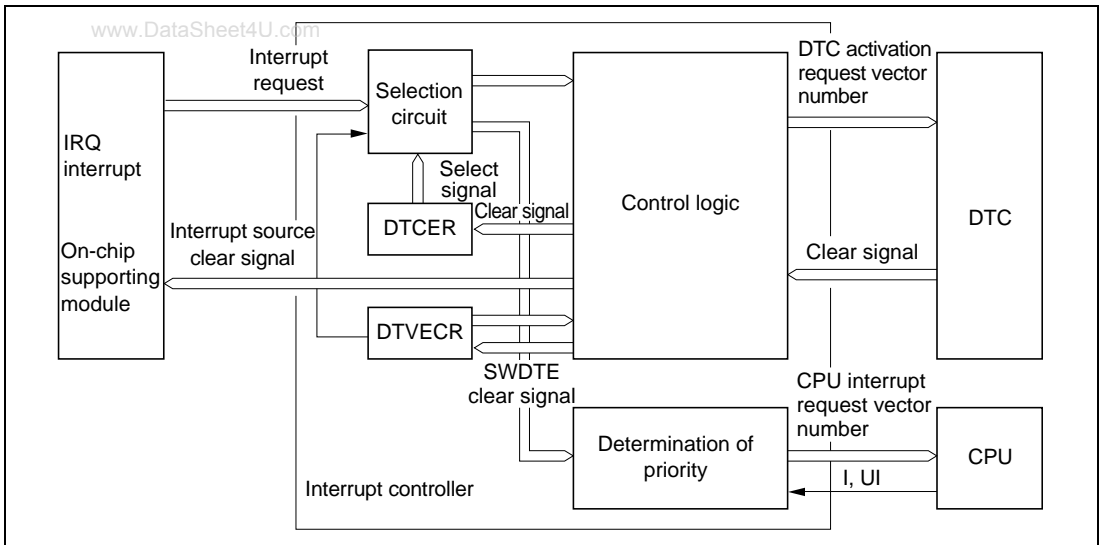 www.DataSheet4U.com
Interrupt
request
DTC activation
request vector
number
Selection
circuit
IRQ
interrupt
Select
signal
Control logic
DTC
DTCER
Clear signal
Interrupt source
clear signal
On-chip
supporting
module
Clear signal
DTVECR
SWDTE
clear signal
CPU interrupt
request vector
number
Determination of
priority
CPU
I, UI
Interrupt controller